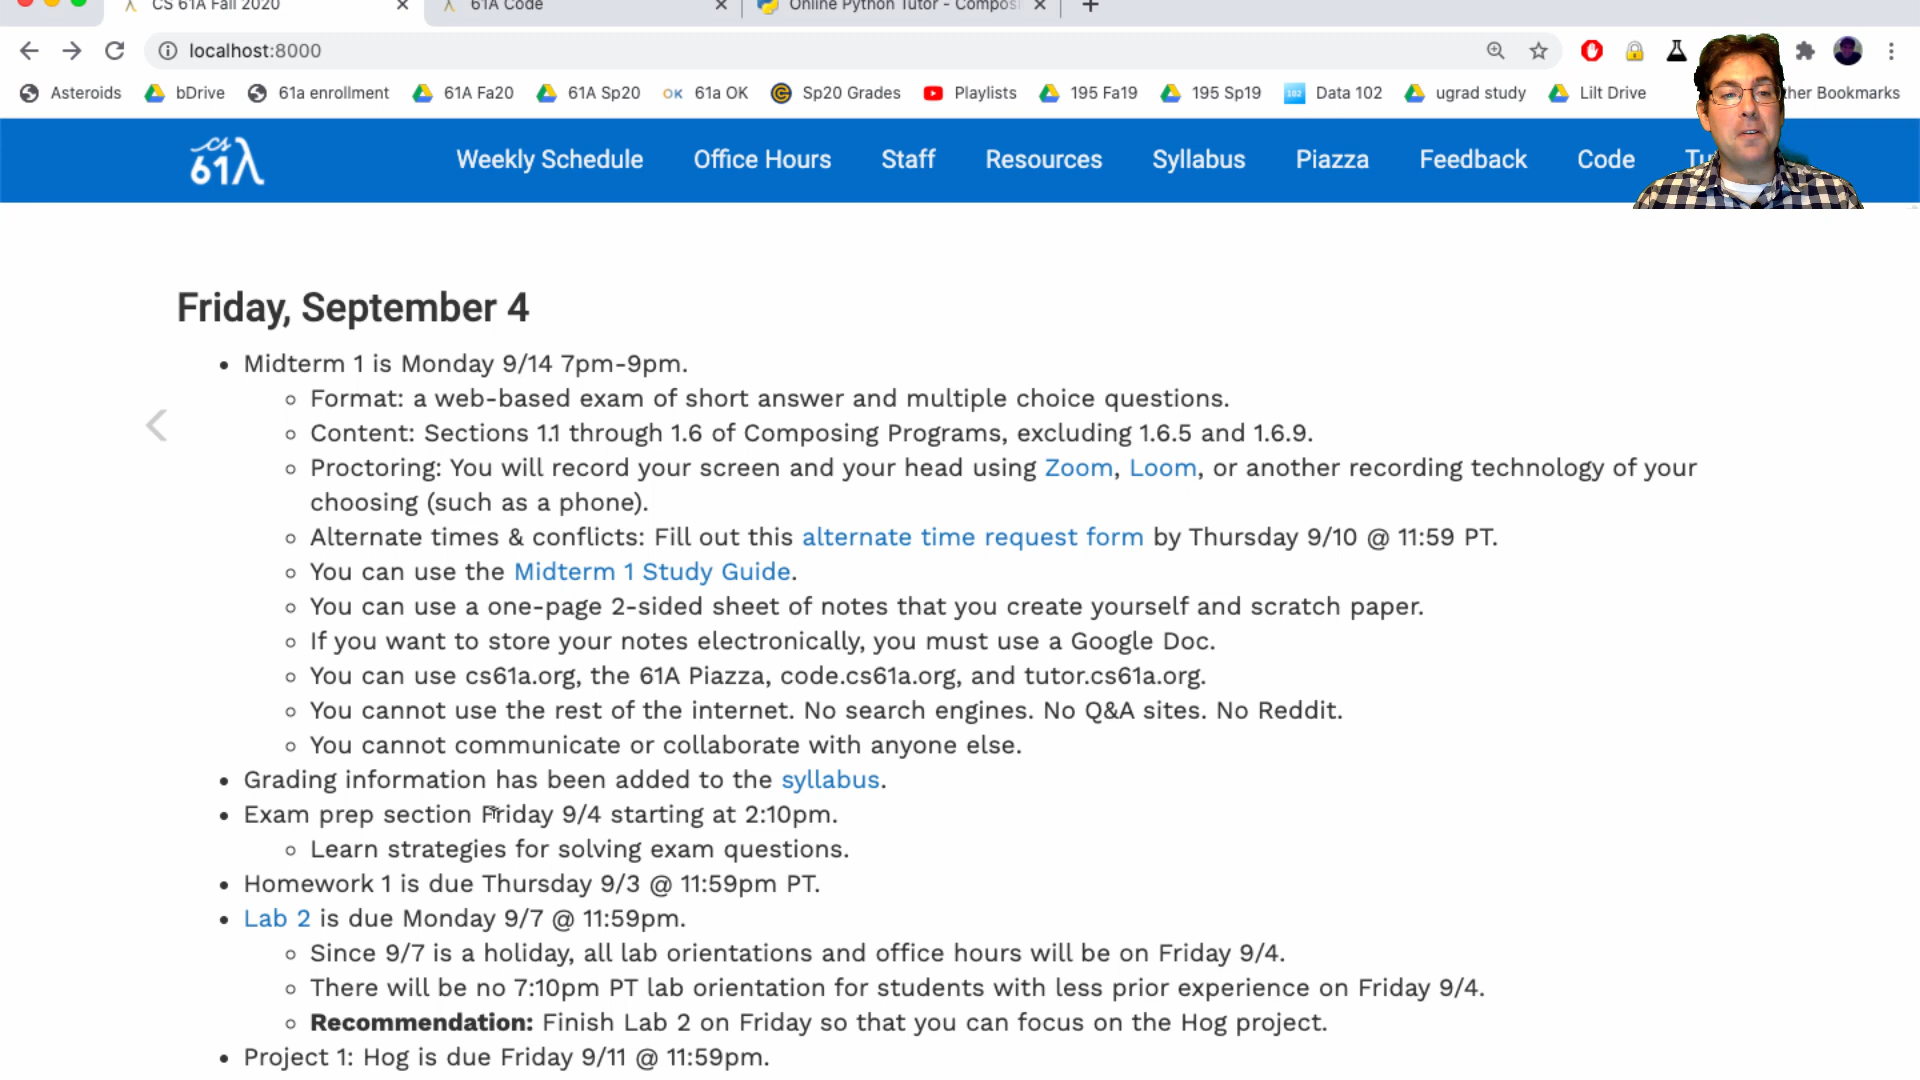 CS 61A Fall 2020
61A Code
Online Python Tutor - Compos
localhost:8000
Asteroids bDrive 61a enrollment 61A Fa20 61A Sp20 OK 61a OK Sp20 Grades Playlists 195 Fa19 195 Sp19 102 Data 102 ugrad study Lilt Drive ther Bookmarks
cs 61λ Weekly Schedule Office Hours Staff Resources Syllabus Piazza Feedback Code Tu
Friday, September 4
• Midterm 1 is Monday 9/14 7pm-9pm.
◦ Format: a web-based exam of short answer and multiple choice questions.
◦ Content: Sections 1.1 through 1.6 of Composing Programs, excluding 1.6.5 and 1.6.9.
◦ Proctoring: You will record your screen and your head using Zoom, Loom, or another recording technology of your
choosing (such as a phone).
◦ Alternate times & conflicts: Fill out this alternate time request form by Thursday 9/10 @ 11:59 PT.
◦ You can use the Midterm 1 Study Guide.
◦ You can use a one-page 2-sided sheet of notes that you create yourself and scratch paper.
◦ If you want to store your notes electronically, you must use a Google Doc.
◦ You can use cs61a.org, the 61A Piazza, code.cs61a.org, and tutor.cs61a.org.
◦ You cannot use the rest of the internet. No search engines. No Q&A sites. No Reddit.
◦ You cannot communicate or collaborate with anyone else.
• Grading information has been added to the syllabus.
• Exam prep section Friday 9/4 starting at 2:10pm.
◦ Learn strategies for solving exam questions.
• Homework 1 is due Thursday 9/3 @ 11:59pm PT.
• Lab 2 is due Monday 9/7 @ 11:59pm.
◦ Since 9/7 is a holiday, all lab orientations and office hours will be on Friday 9/4.
◦ There will be no 7:10pm PT lab orientation for students with less prior experience on Friday 9/4.
◦ Recommendation: Finish Lab 2 on Friday so that you can focus on the Hog project.
• Project 1: Hog is due Friday 9/11 @ 11:59pm.